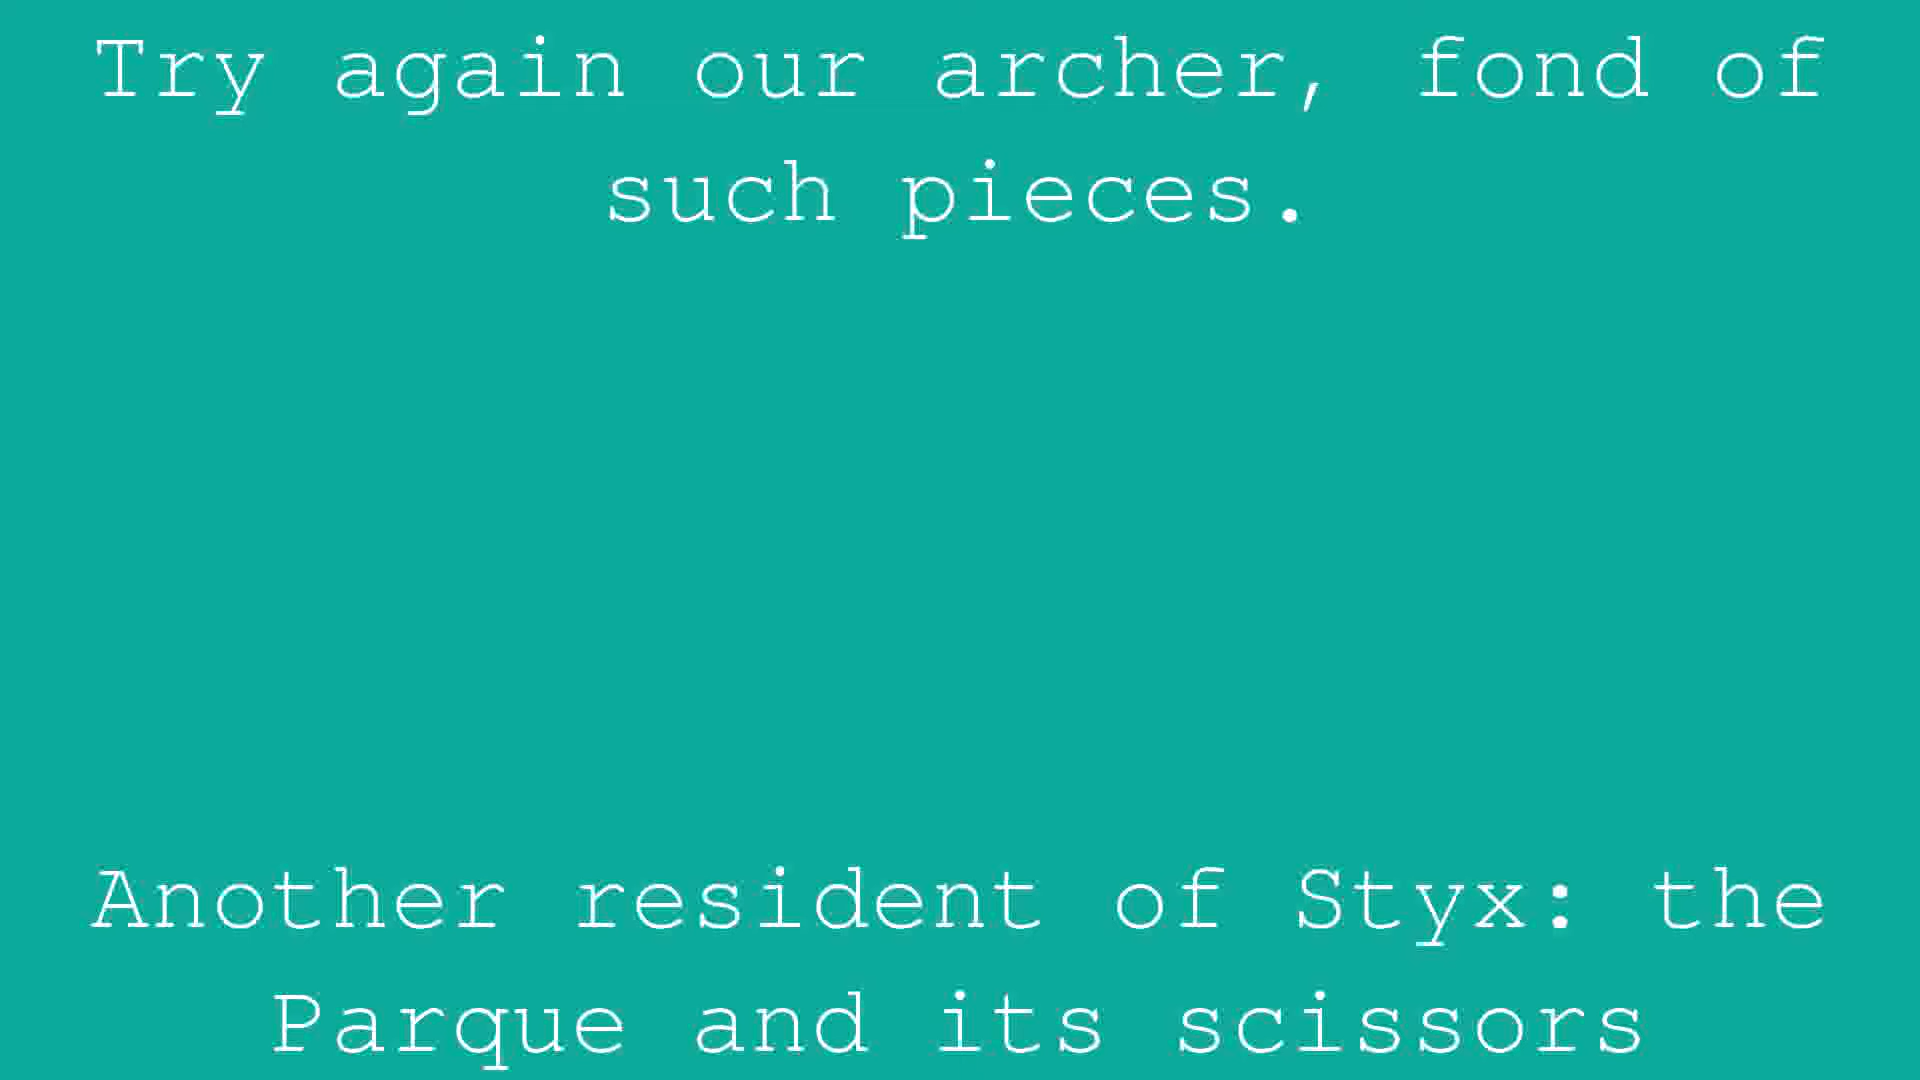 Try again our archer, fond of
such pieces.
Another resident of Styx: the
Parque and its scissors